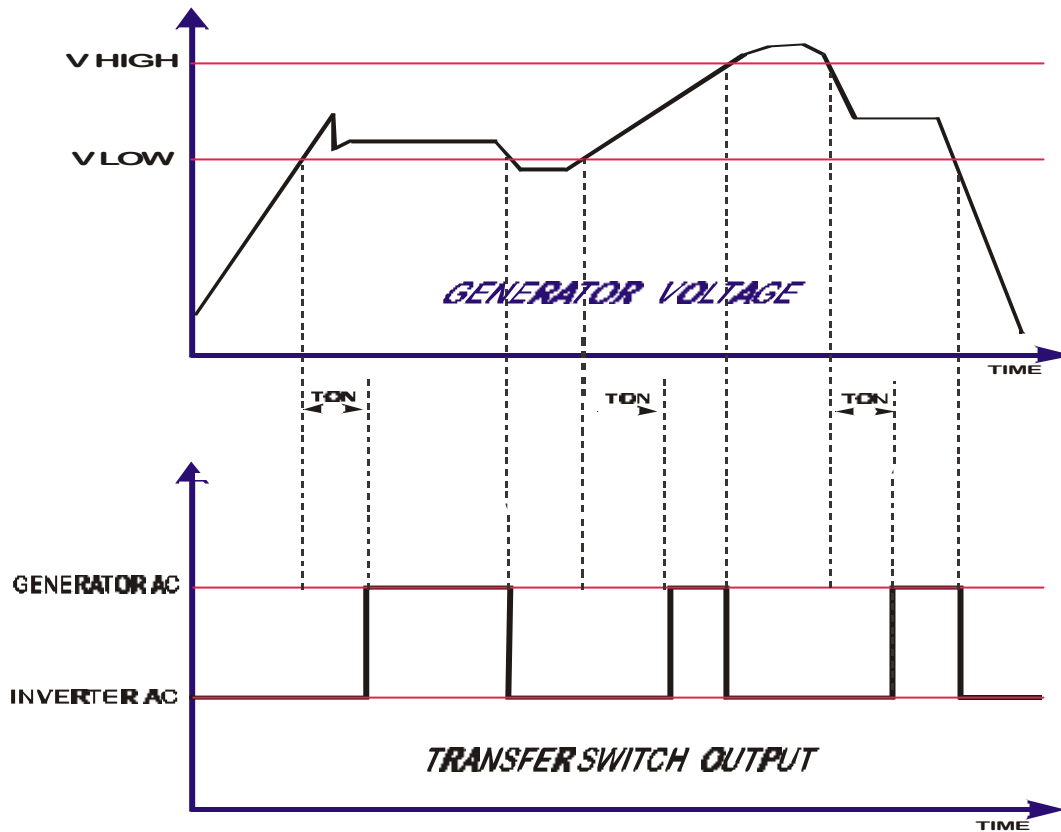 V HIGH
V LOW
GENERATOR VOLTAGE
TIME
TON TON TON
GENERATOR AC
INVERTER AC
TRANSFER SWITCH OUTPUT
TIME